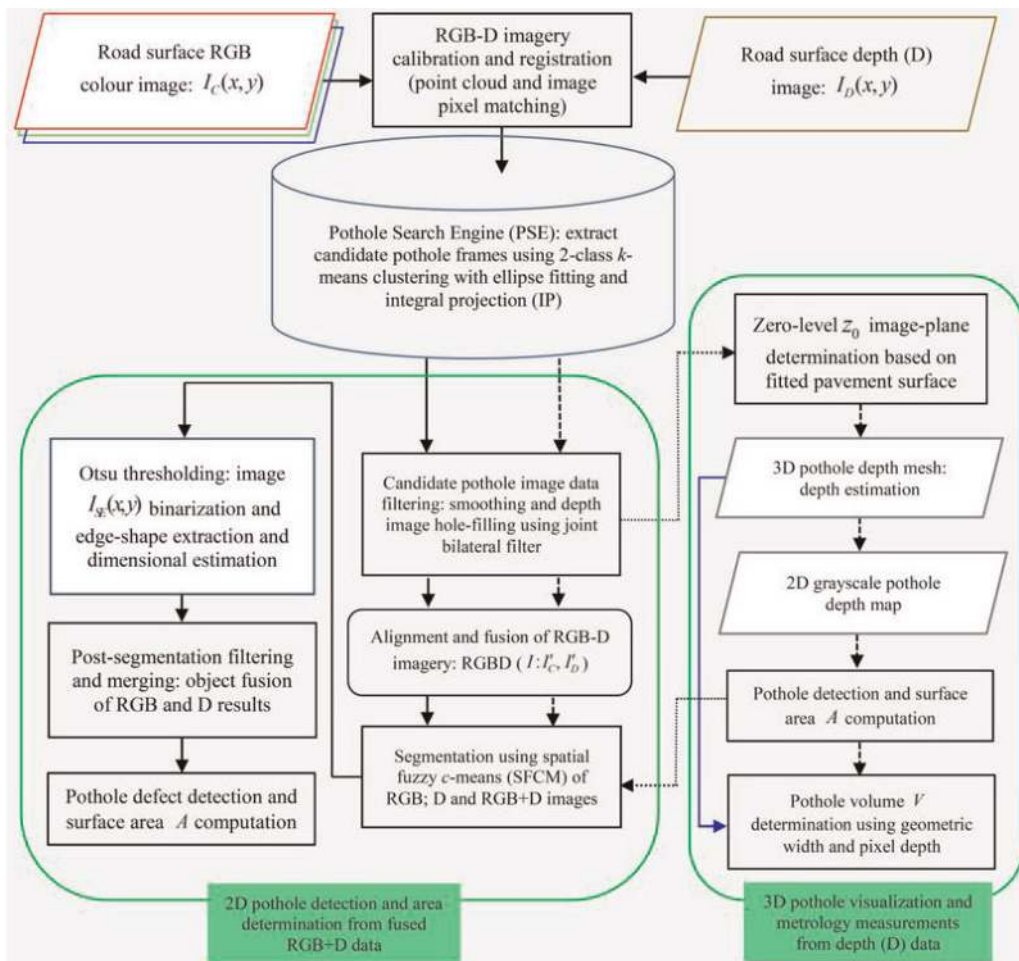 Road surface RGB
colour image: I_C(x, y)
RGB-D imagery
calibration and registration
(point cloud and image
pixel matching)
Road surface depth (D)
image: I_D(x, y)
Pothole Search Engine (PSE): extract
candidate pothole frames using 2-class k-
means clustering with ellipse fitting and
integral projection (IP)
Otsu thresholding: image
I_SE(x,y) binarization and
edge-shape extraction and
dimensional estimation
Post-segmentation filtering
and merging: object fusion
of RGB and D results
Pothole defect detection and
surface area A computation
Candidate pothole image data
filtering: smoothing and depth
image hole-filling using joint
bilateral filter
Alignment and fusion of RGB-D
imagery: RGBD ( I : I'_C, I'_D )
Segmentation using spatial
fuzzy c-means (SFCM) of
RGB; D and RGB+D images
2D pothole detection and area
determination from fused
RGB+D data
Zero-level z_0 image-plane
determination based on
fitted pavement surface
3D pothole depth mesh:
depth estimation
2D grayscale pothole
depth map
Pothole detection and surface
area A computation
Pothole volume V
determination using geometric
width and pixel depth
3D pothole visualization and
metrology measurements
from depth (D) data